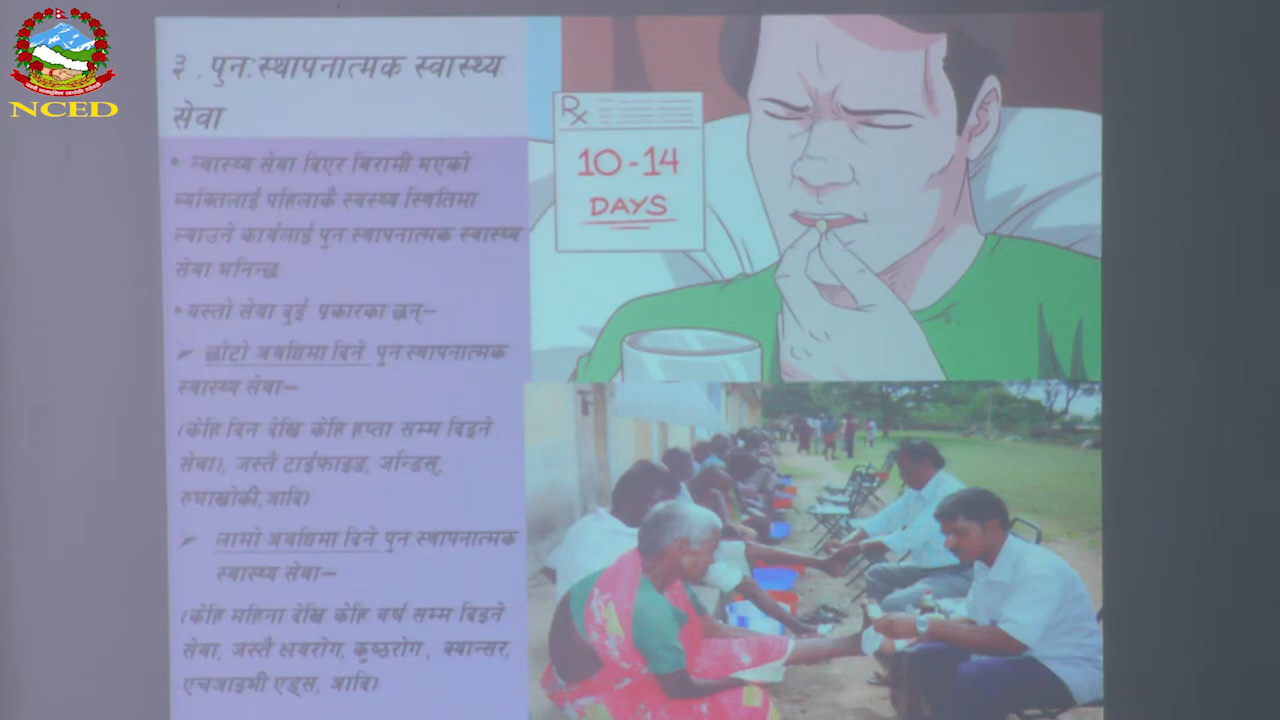 NCED
३ . पुन:स्थापनात्मक स्वास्थ्य
सेवा
• स्वास्थ्य सेवा दिएर बिरामी भएको
व्यक्तिलाई पहिलाकै स्वस्थ्य स्थितिमा
ल्याउने कार्यलाई पुन स्थापनात्मक स्वास्थ्य
सेवा भनिन्छ
• यस्तो सेवा दुई प्रकारका छन्–
➢ छोटो अवधिमा दिने पुन स्थापनात्मक
स्वास्थ्य सेवा–
(केहि दिन देखि केहि हप्ता सम्म दिइने
सेवा), जस्तै टाईफाइड, जन्डिस्,
रुघाखोकी,आदि)
➢ लामो अवधिमा दिने पुन स्थापनात्मक
स्वास्थ्य सेवा–
(केहि महिना देखि केहि बर्ष सम्म दिइने
सेवा, जस्तै क्षयरोग, कुष्ठरोग , क्यान्सर,
एचआइभी एड्स, आदि)
Rx
10-14
DAYS